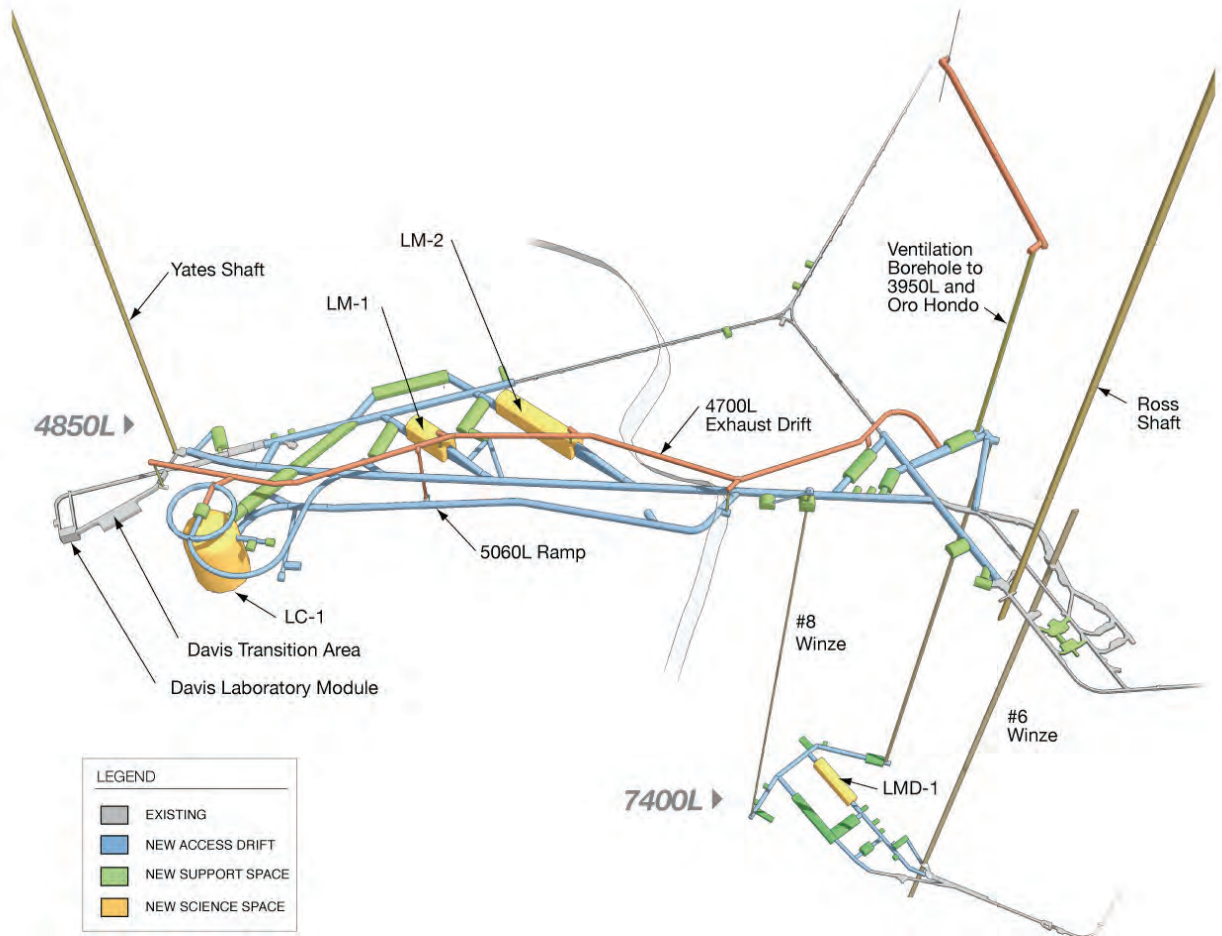 Yates Shaft
LM-1
LM-2
Ventilation
Borehole to
3950L and
Oro Hondo
4850L
4700L
Exhaust Drift
Ross
Shaft
5060L Ramp
LC-1
Davis Transition Area
Davis Laboratory Module
#8
Winze
#6
Winze
7400L
LMD-1
LEGEND
EXISTING
NEW ACCESS DRIFT
NEW SUPPORT SPACE
NEW SCIENCE SPACE